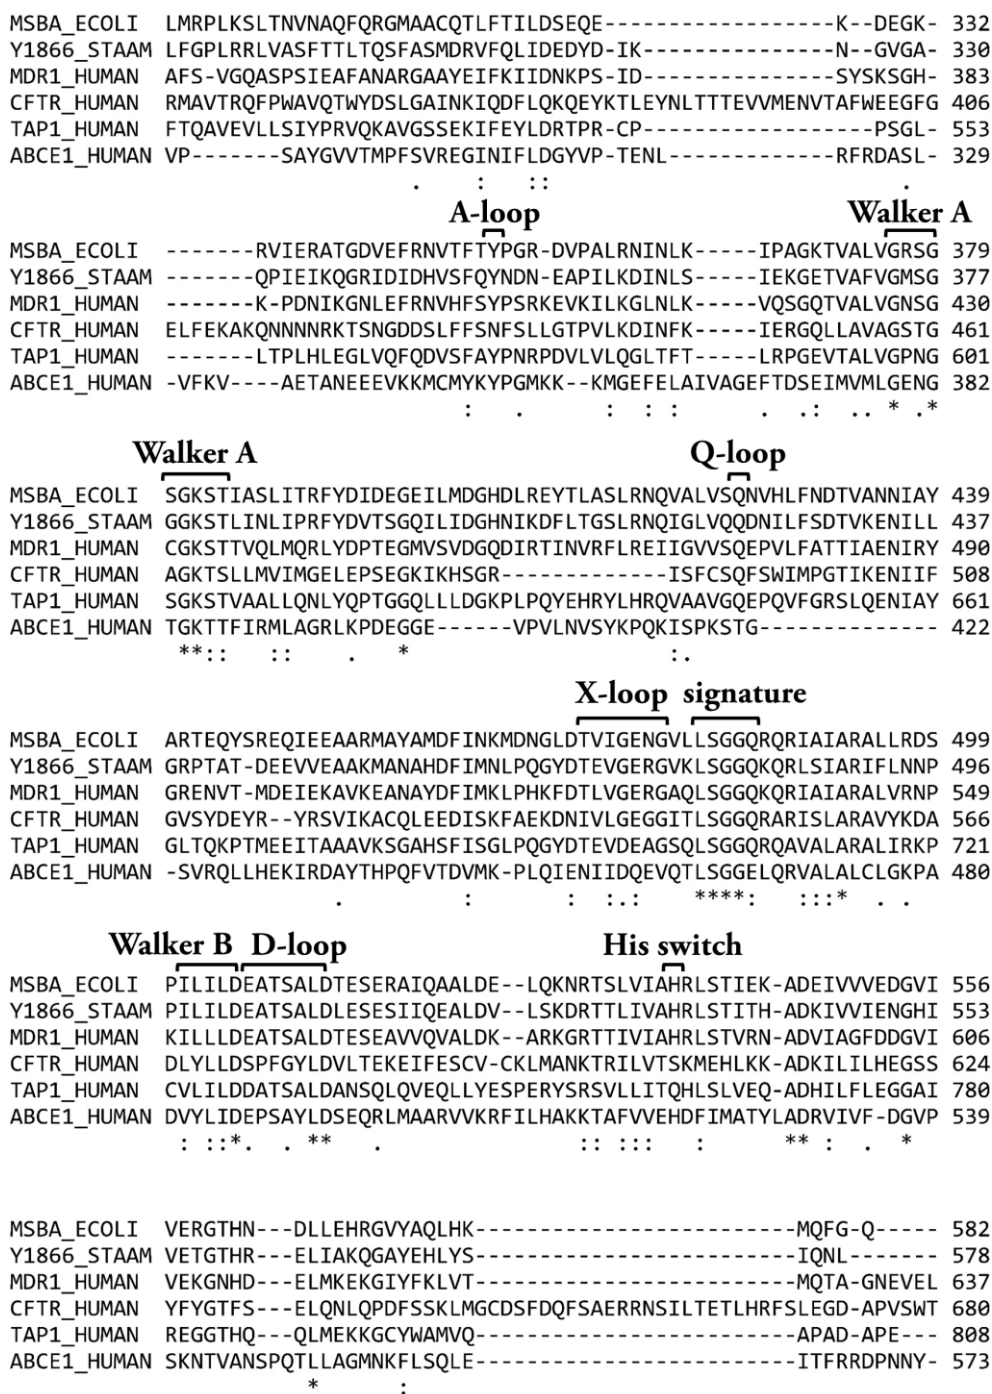 MSBA_ECOLI LMRPLKSLTNVNAQFQRGMAACQTLFTILDSEQE------------------K--DEGK- 332
Y1866_STAAM LFGPLRRLVASFTTLTQSFASMDRVFQLIDEDYD-IK---------------N--GVGA- 330
MDR1_HUMAN AFS-VGQASPSIEAFANARGAAYEIFKIIDNKPS-ID---------------SYSKSGH- 383
CFTR_HUMAN RMAVTRQFPWAVQTWYDSLGAINKIQDFLQKQEYKTLEYNLTTTEVVMENVTAFWEEGFG 406
TAP1_HUMAN FTQAVEVLLSIYPRVQKAVGSSEKIFEYLDRTPR-CP------------------PSGL- 553
ABCE1_HUMAN VP-------SAYGVVTMPFSVREGINIFLDGYVP-TENL-------------RFRDASL- 329
. : :: .
A-loop Walker A
MSBA_ECOLI -------RVIERATGDVEFRNVTFTYPGR-DVPALRNINLK-----IPAGKTVALVGRSG 379
Y1866_STAAM -------QPIEIKQGRIDIDHVSFQYNDN-EAPILKDINLS-----IEKGETVAFVGMSG 377
MDR1_HUMAN -------K-PDNIKGNLEFRNVHFSYPSRKEVKILKGLNLK-----VQSGQTVALVGNSG 430
CFTR_HUMAN ELFEKAKQNNNNRKTSNGDDSLFFSNFSLLGTPVLKDINFK-----IERGQLLAVAGSTG 461
TAP1_HUMAN -------LTPLHLEGLVQFQDVSFAYPNRPDVLVLQGLTFT-----LRPGEVTALVGPNG 601
ABCE1_HUMAN -VFKV----AETANEEEVKKMCMYKYPGMKK--KMGEFELAIVAGEFTDSEIMVMLGENG 382
: . : : : . .: .. * .*
Walker A Q-loop
MSBA_ECOLI SGKSTIASLITRFYDIDEGEILMDGHDLREYTLASLRNQVALVSQNVHLFNDTVANNIAY 439
Y1866_STAAM GGKSTLINLIPRFYDVTSGQILIDGHNIKDFLTGSLRNQIGLVQQDNILFSDTVKENILL 437
MDR1_HUMAN CGKSTTVQLMQRLYDPTEGMVSVDGQDIRTINVRFLREIIGVVSQEPVLFATTIAENIRY 490
CFTR_HUMAN AGKTSLLMVIMGELEPSEGKIKHSGR-------------ISFCSQFSWIMPGTIKENIIF 508
TAP1_HUMAN SGKSTVAALLQNLYQPTGGQLLLDGKPLPQYEHRYLHRQVAAVGQEPQVFGRSLQENIAY 661
ABCE1_HUMAN TGKTTFIRMLAGRLKPDEGGE------VPVLNVSYKPQKISPKSTG-------------- 422
**:: :: . * :.
X-loop signature
MSBA_ECOLI ARTEQYSREQIEEAARMAYAMDFINKMDNGLDTVIGENGVLLSGGQRQRIAIARALLRDS 499
Y1866_STAAM GRPTAT-DEEVVEAAKMANAHDFIMNLPQGYDTEVGERGVKLSGGQKQRLSIARIFLNNP 496
MDR1_HUMAN GRENVT-MDEIEKAVKEANAYDFIMKLPHKFDTLVGERGAQLSGGQKQRIAIARALVRNP 549
CFTR_HUMAN GVSYDEYR--YRSVIKACQLEEDISKFAEKDNIVLGEGGITLSGGQRARISLARAVYKDA 566
TAP1_HUMAN GLTQKPTMEEITAAAVKSGAHSFISGLPQGYDTEVDEAGSQLSGGQRQAVALARALIRKP 721
ABCE1_HUMAN -SVRQLLHEKIRDAYTHPQFVTDVMK-PLQIENIIDQEVQTLSGGELQRVALALCLGKPA 480
. : : :.: ****: :::* . .
Walker B D-loop His switch
MSBA_ECOLI PILILDEATSALDTESERAIQAALDE--LQKNRTSLVIAHRLSTIEK-ADEIVVVEDGVI 556
Y1866_STAAM PILILDEATSALDLESESIIQEALDV--LSKDRTTLIVAHRLSTITH-ADKIVVIENGHI 553
MDR1_HUMAN KILLLDEATSALDTESEAVVQVALDK--ARKGRTTIVIAHRLSTVRN-ADVIAGFDDGVI 606
CFTR_HUMAN DLYLLDSPFGYLDVLTEKEIFESCV-CKLMANKTRILVTSKMEHLKK-ADKILILHEGSS 624
TAP1_HUMAN CVLILDDATSALDANSQLQVEQLLYESPERYSRSVLLITQHLSLVEQ-ADHILFLEGGAI 780
ABCE1_HUMAN DVYLIDEPSAYLDSEQRLMAARVVKRFILHAKKTAFVVEHDFIMATYLADRVIVF-DGVP 539
: ::*. . ** . :: ::: : ** : . *
MSBA_ECOLI VERGTHN---DLLEHRGVYAQLHK-------------------------MQFG-Q----- 582
Y1866_STAAM VETGTHR---ELIAKQGAYEHLYS-------------------------IQNL------- 578
MDR1_HUMAN VEKGNHD---ELMKEKGIYFKLVT-------------------------MQTA-GNEVEL 637
CFTR_HUMAN YFYGTFS---ELQNLQPDFSSKLMGCDSFDQFSAERRNSILTETLHRFSLEGD-APVSWT 680
TAP1_HUMAN REGGTHQ---QLMEKKGCYWAMVQ-------------------------APAD-APE--- 808
ABCE1_HUMAN SKNTVANSPQTLLAGMNKFLSQLE-------------------------ITFRRDPNNY- 573
* :